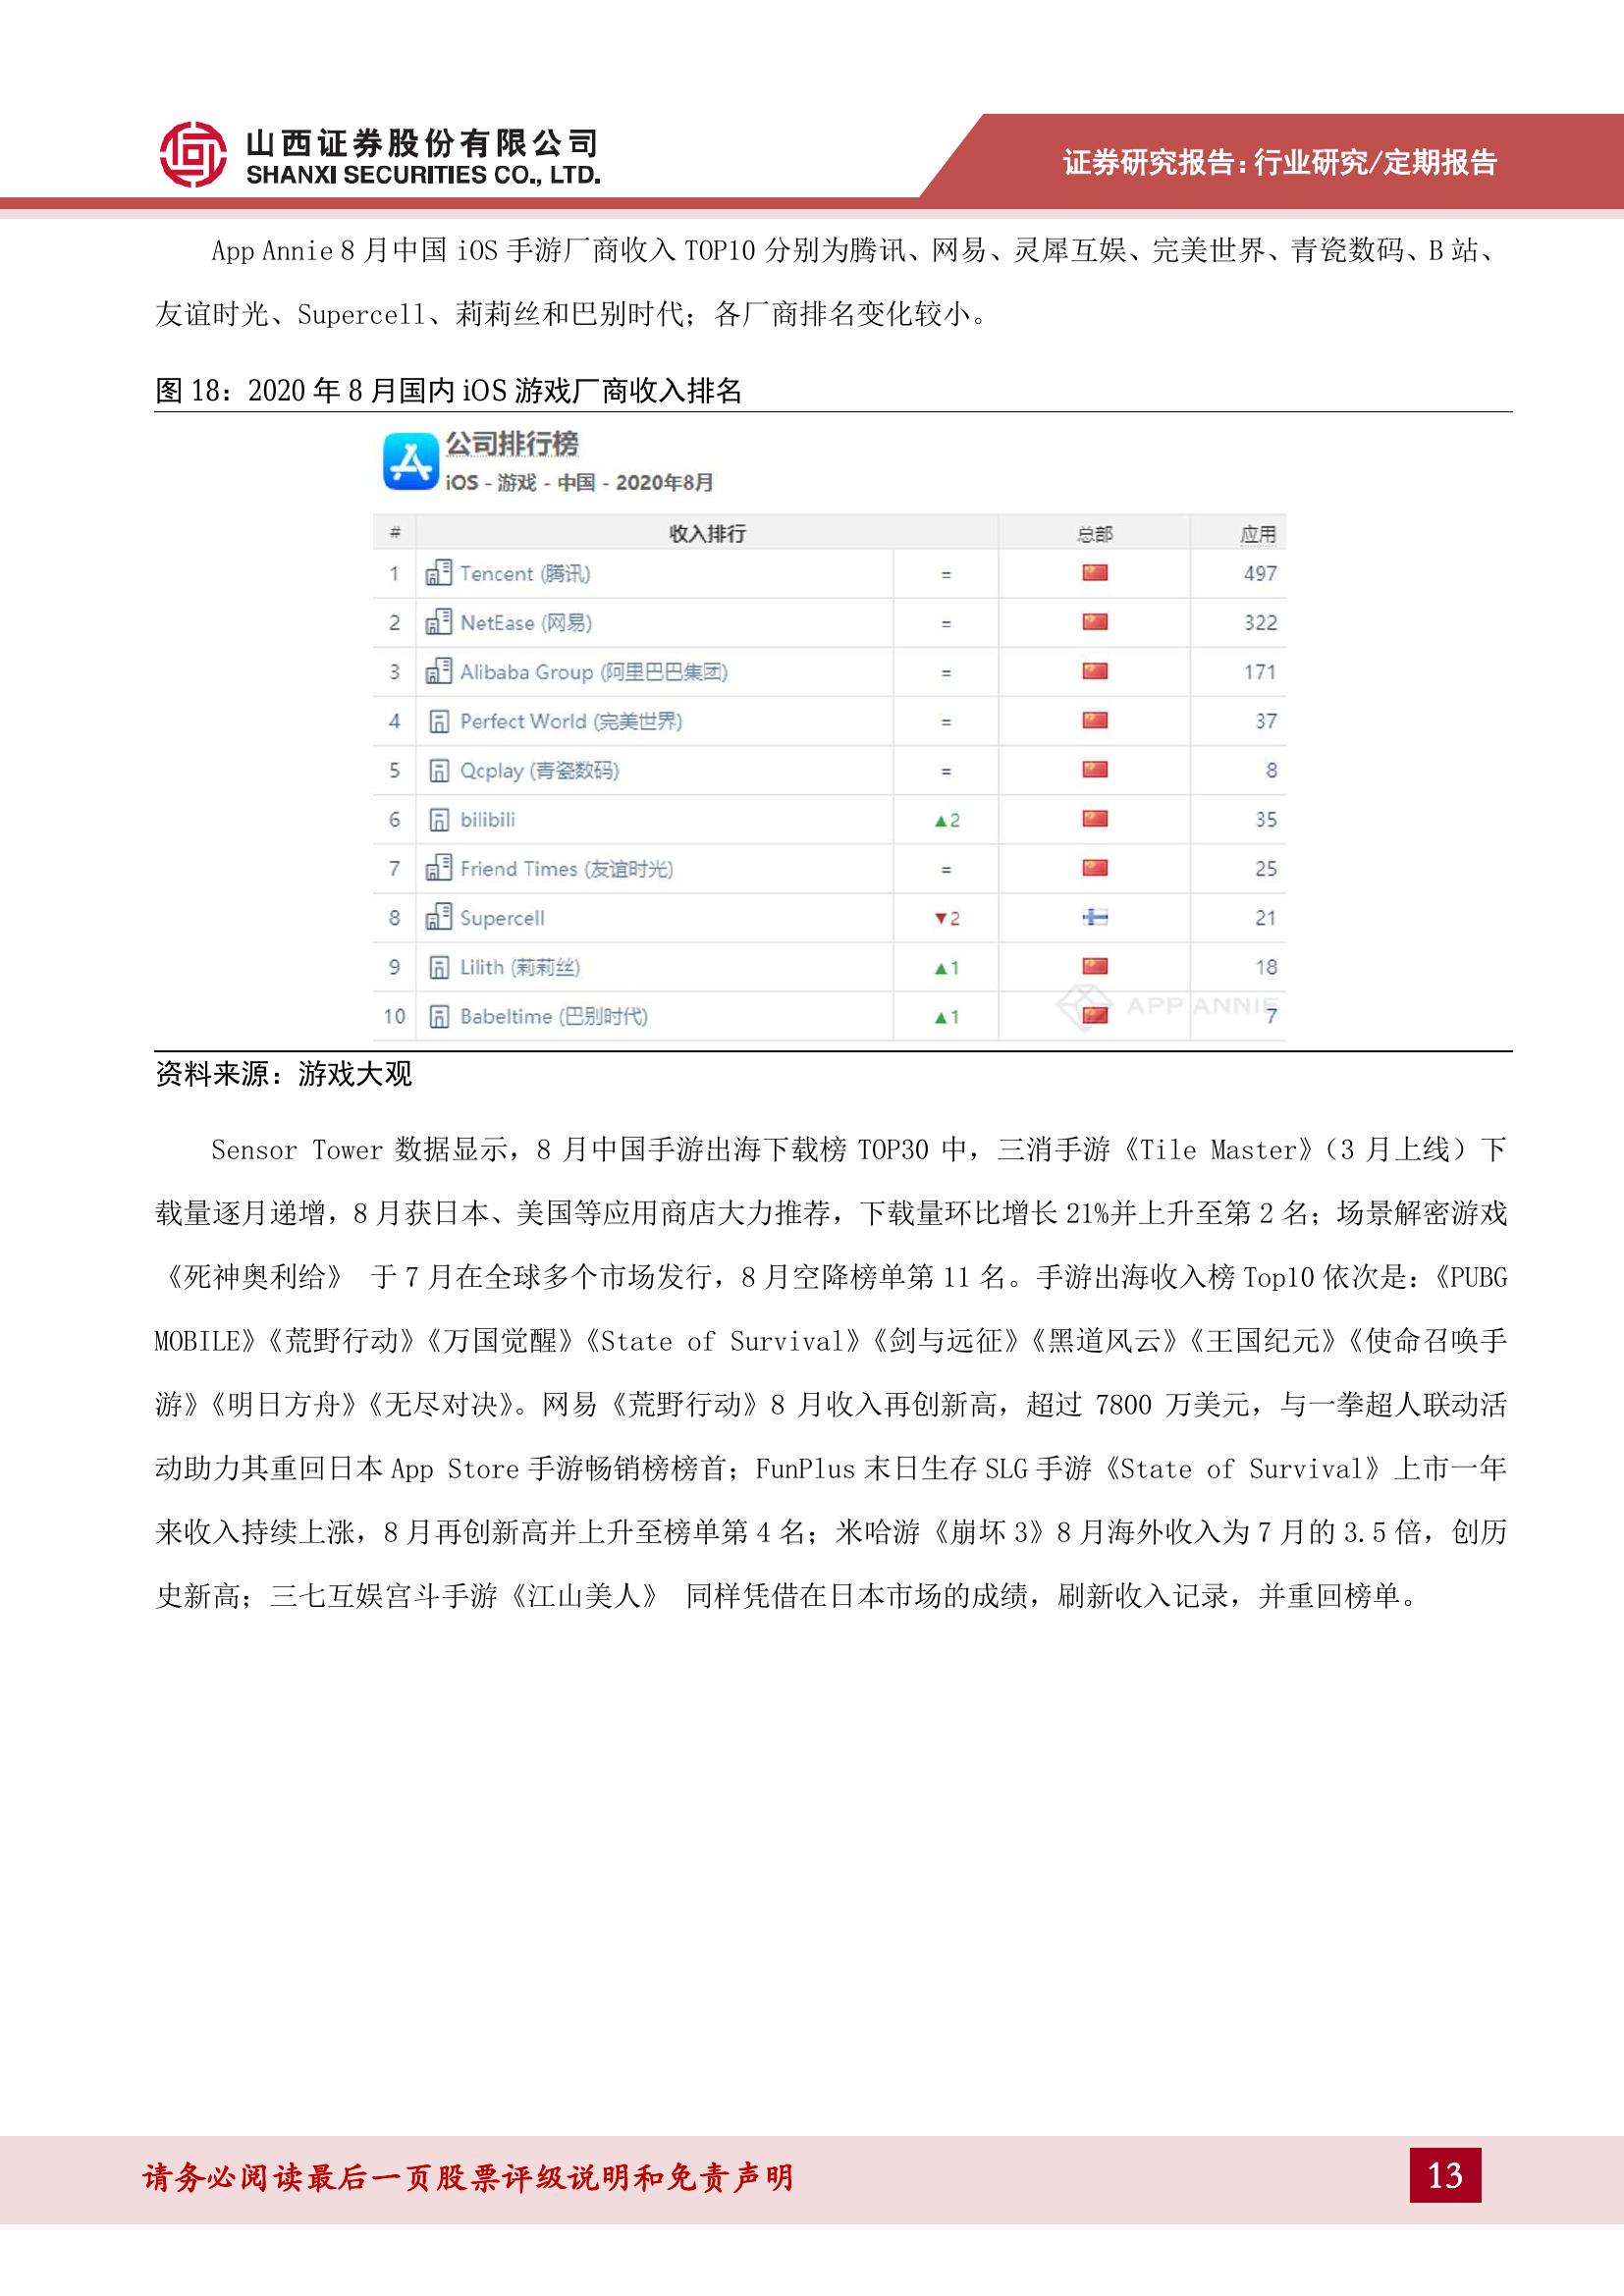 山西证券股份有限公司
SHANXI SECURITIES CO., LTD.
证券研究报告：行业研究/定期报告
App Annie 8 月中国 iOS 手游厂商收入 TOP10 分别为腾讯、网易、灵犀互娱、完美世界、青瓷数码、B 站、
友谊时光、Supercell、莉莉丝和巴别时代；各厂商排名变化较小。
图 18：2020 年 8 月国内 iOS 游戏厂商收入排名
公司排行榜
iOS - 游戏 - 中国 - 2020年8月
# 收入排行 总部 应用
1 Tencent (腾讯) = 497
2 NetEase (网易) = 322
3 Alibaba Group (阿里巴巴集团) = 171
4 Perfect World (完美世界) = 37
5 Qcplay (青瓷数码) = 8
6 bilibili ▲2 35
7 Friend Times (友谊时光) = 25
8 Supercell ▼2 21
9 Lilith (莉莉丝) ▲1 18
10 Babeltime (巴别时代) ▲1 7
APP ANNIE
资料来源：游戏大观
Sensor Tower 数据显示，8 月中国手游出海下载榜 TOP30 中，三消手游《Tile Master》（3 月上线）下
载量逐月递增，8 月获日本、美国等应用商店大力推荐，下载量环比增长 21%并上升至第 2 名；场景解密游戏
《死神奥利给》 于 7 月在全球多个市场发行，8 月空降榜单第 11 名。手游出海收入榜 Top10 依次是：《PUBG
MOBILE》《荒野行动》《万国觉醒》《State of Survival》《剑与远征》《黑道风云》《王国纪元》《使命召唤手
游》《明日方舟》《无尽对决》。网易《荒野行动》8 月收入再创新高，超过 7800 万美元，与一拳超人联动活
动助力其重回日本 App Store 手游畅销榜榜首；FunPlus 末日生存 SLG 手游《State of Survival》上市一年
来收入持续上涨，8 月再创新高并上升至榜单第 4 名；米哈游《崩坏 3》8 月海外收入为 7 月的 3.5 倍，创历
史新高；三七互娱宫斗手游《江山美人》 同样凭借在日本市场的成绩，刷新收入记录，并重回榜单。
请务必阅读最后一页股票评级说明和免责声明
13